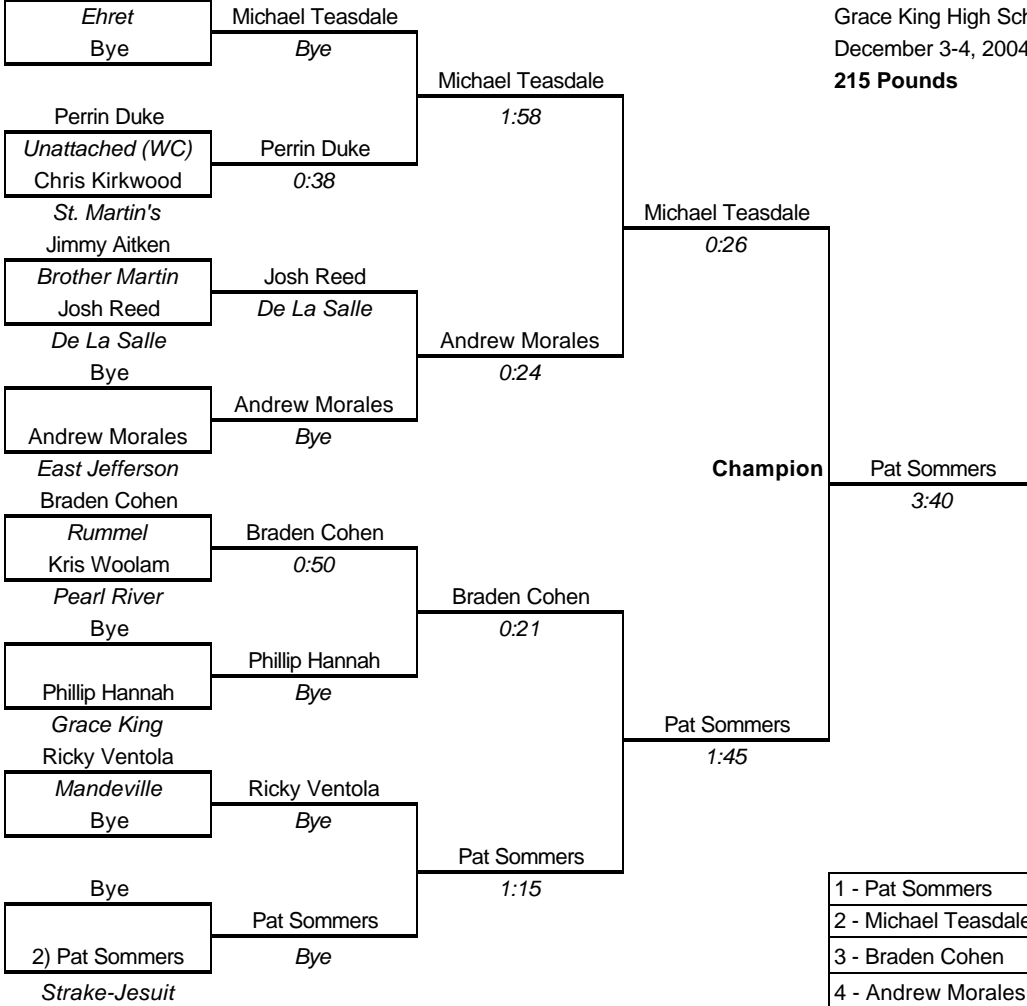 Ehret
Bye
Perrin Duke
Unattached (WC)
Chris Kirkwood
St. Martin's
Jimmy Aitken
Brother Martin
Josh Reed
De La Salle
Bye
Andrew Morales
East Jefferson
Braden Cohen
Rummel
Kris Woolam
Pearl River
Bye
Phillip Hannah
Grace King
Ricky Ventola
Mandeville
Bye
Bye
2) Pat Sommers
Strake-Jesuit
Michael Teasdale
Bye
Perrin Duke
0:38
Josh Reed
De La Salle
Andrew Morales
Bye
Braden Cohen
0:50
Phillip Hannah
Bye
Ricky Ventola
Bye
Pat Sommers
Bye
Michael Teasdale
1:58
Andrew Morales
0:24
Braden Cohen
0:21
Pat Sommers
1:15
Michael Teasdale
0:26
Pat Sommers
1:45
Champion
Pat Sommers
3:40
Grace King High
December 3-4, 2004
215 Pounds
1 - Pat Sommers
2 - Michael Teasdale
3 - Braden Cohen
4 - Andrew Morales